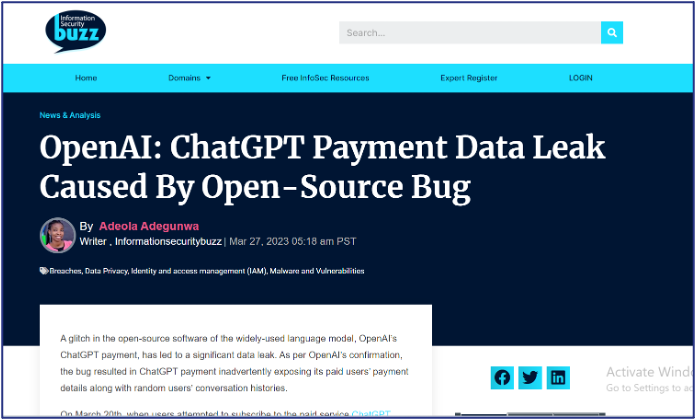 Information
Security
buzz
Search...
Home
Domains
Free InfoSec Resources
Expert Register
LOGIN
News & Analysis
OpenAI: ChatGPT Payment Data Leak
Caused By Open-Source Bug
By Adeola Adegunwa
Writer , Informationsecuritybuzz | Mar 27, 2023 05:18 am PST
Breaches, Data Privacy, Identity and access management (IAM), Malware and Vulnerabilities
A glitch in the open-source software of the widely-used language model, OpenAI's
ChatGPT payment, has led to a significant data leak. As per OpenAI's confirmation,
the bug resulted in ChatGPT payment inadvertently exposing its paid users' payment
details along with random users' conversation histories.
On March 20th, when users attempted to subscribe to the paid service ChatGPT
Activate Windo
Go to Settings to ac